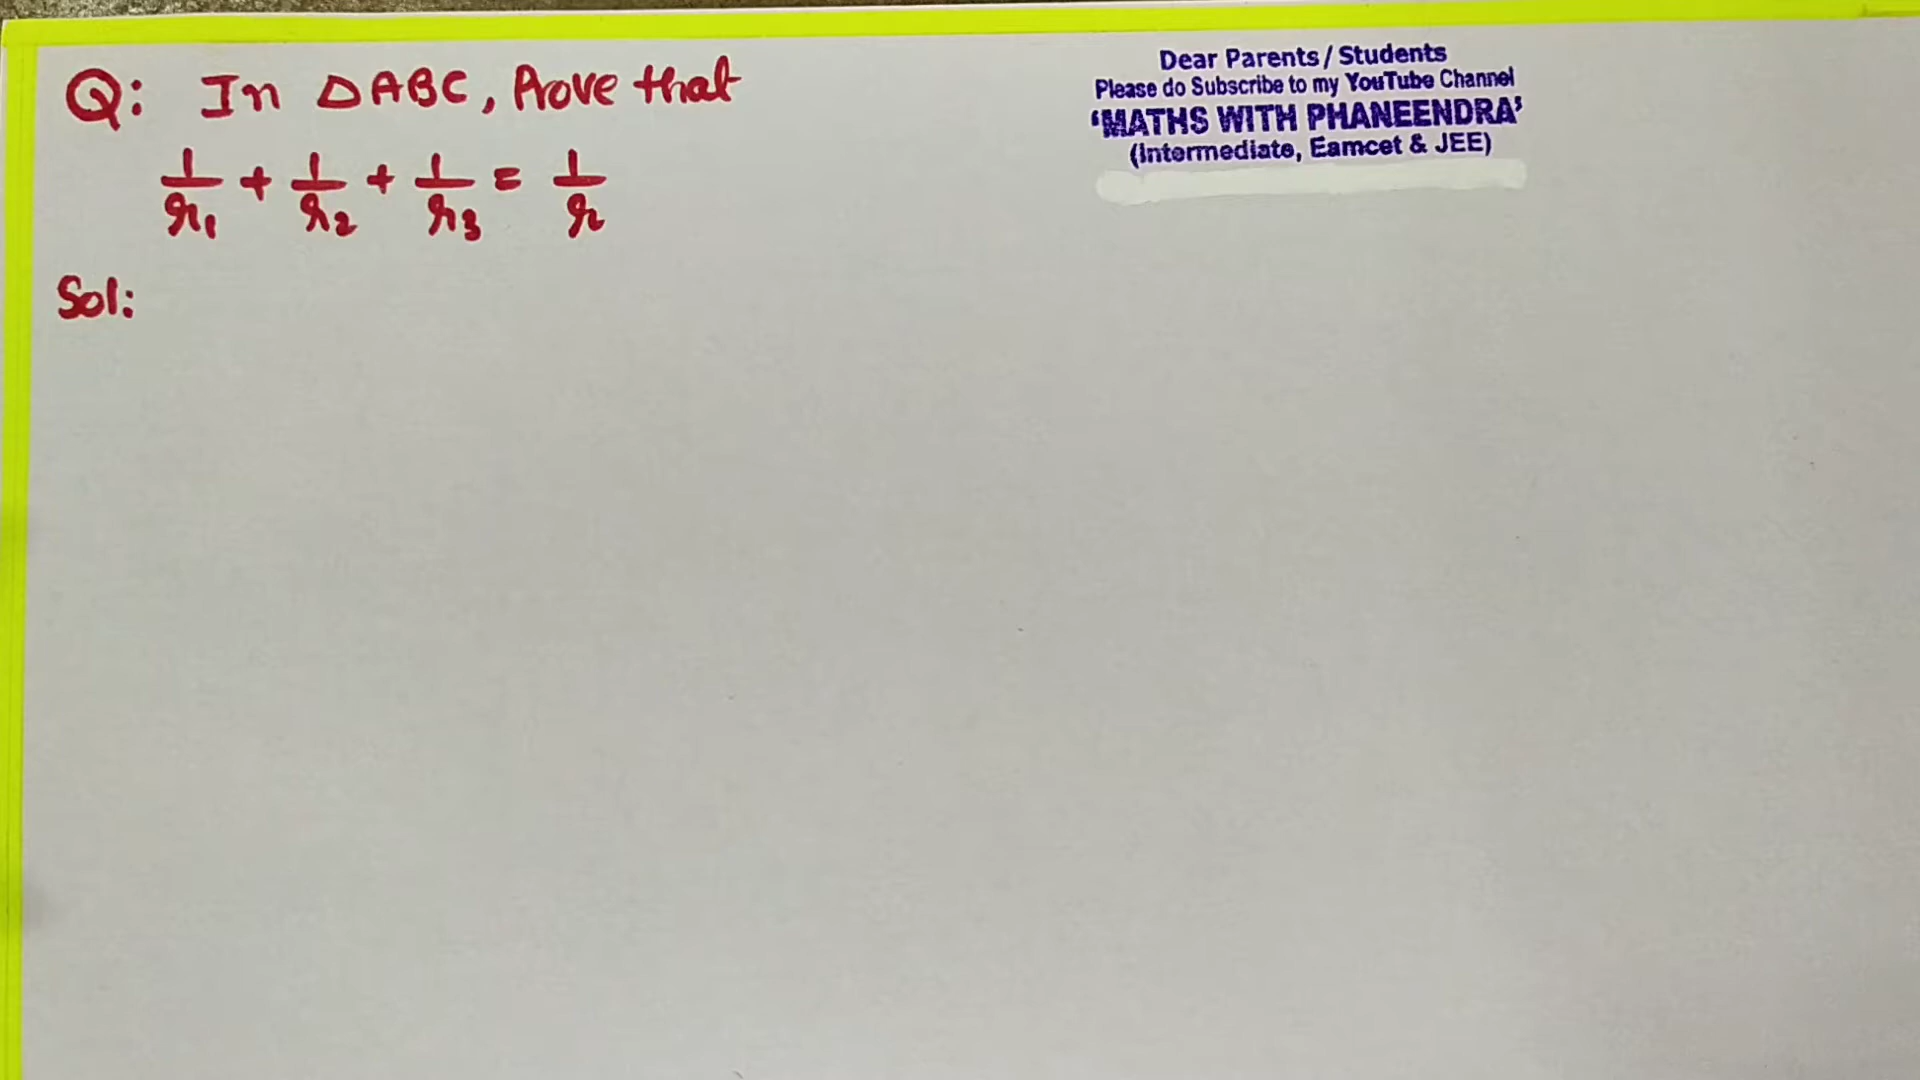 Q: In △ABC, Prove that
1/r₁ + 1/r₂ + 1/r₃ = 1/r
Sol:
Dear Parents / Students
Please do Subscribe to my YouTube Channel
‘MATHS WITH PHANEENDRA’
(Intermediate, Eamcet & JEE)